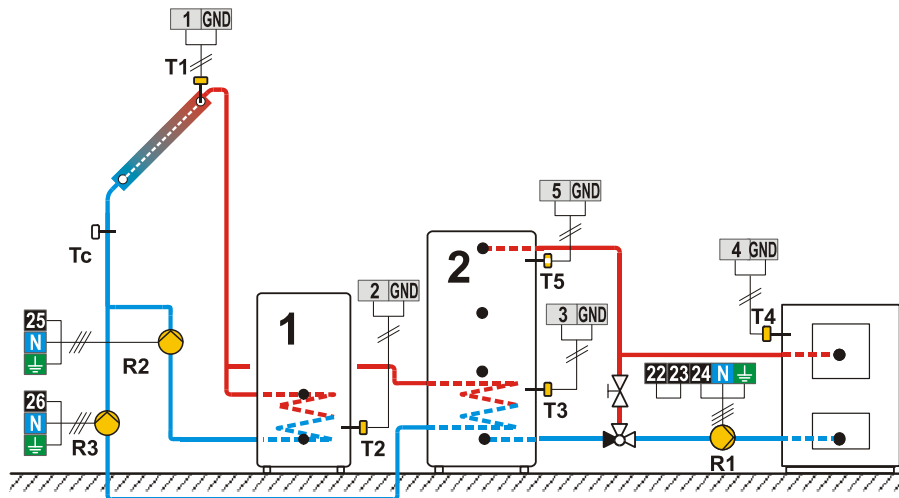 1 GND
T1
5 GND
Tc
2
T5
4 GND
2 GND
3 GND
T4
25
N
1
R2
22 23 24 N
26
N
R3
T2
T3
R1